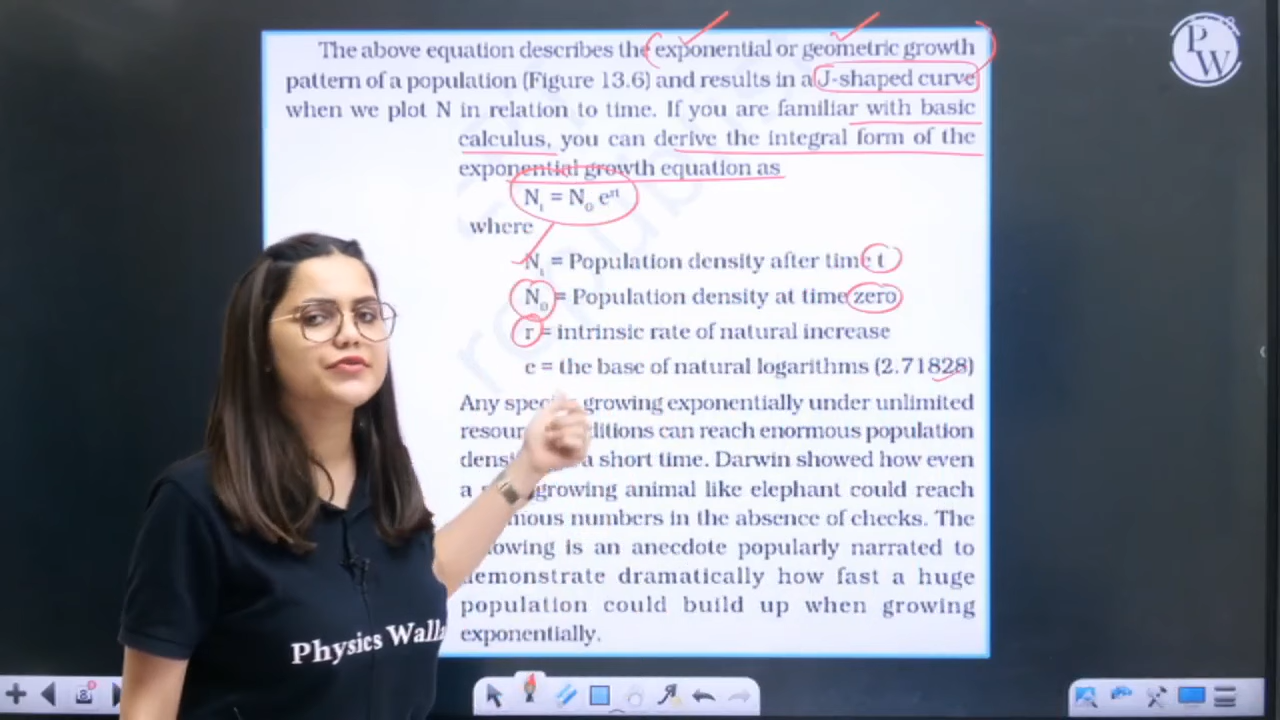 The above equation describes the exponential or geometric growth
pattern of a population (Figure 13.6) and results in a J-shaped curve
when we plot N in relation to time. If you are familiar with basic
calculus, you can derive the integral form of the
exponential growth equation as
Nₜ = N₀ eʳᵗ
where
Nₜ = Population density after time t
N₀ = Population density at time zero
r = intrinsic rate of natural increase
e = the base of natural logarithms (2.71828)
Any growing exponentially under unlimited
can reach enormous population
a short time. Darwin showed how even
a growing animal like elephant could reach
numbers in the absence of checks. The
is an anecdote popularly narrated to
demonstrate dramatically how fast a huge
population could build up when growing
exponentially.
PW
Physics